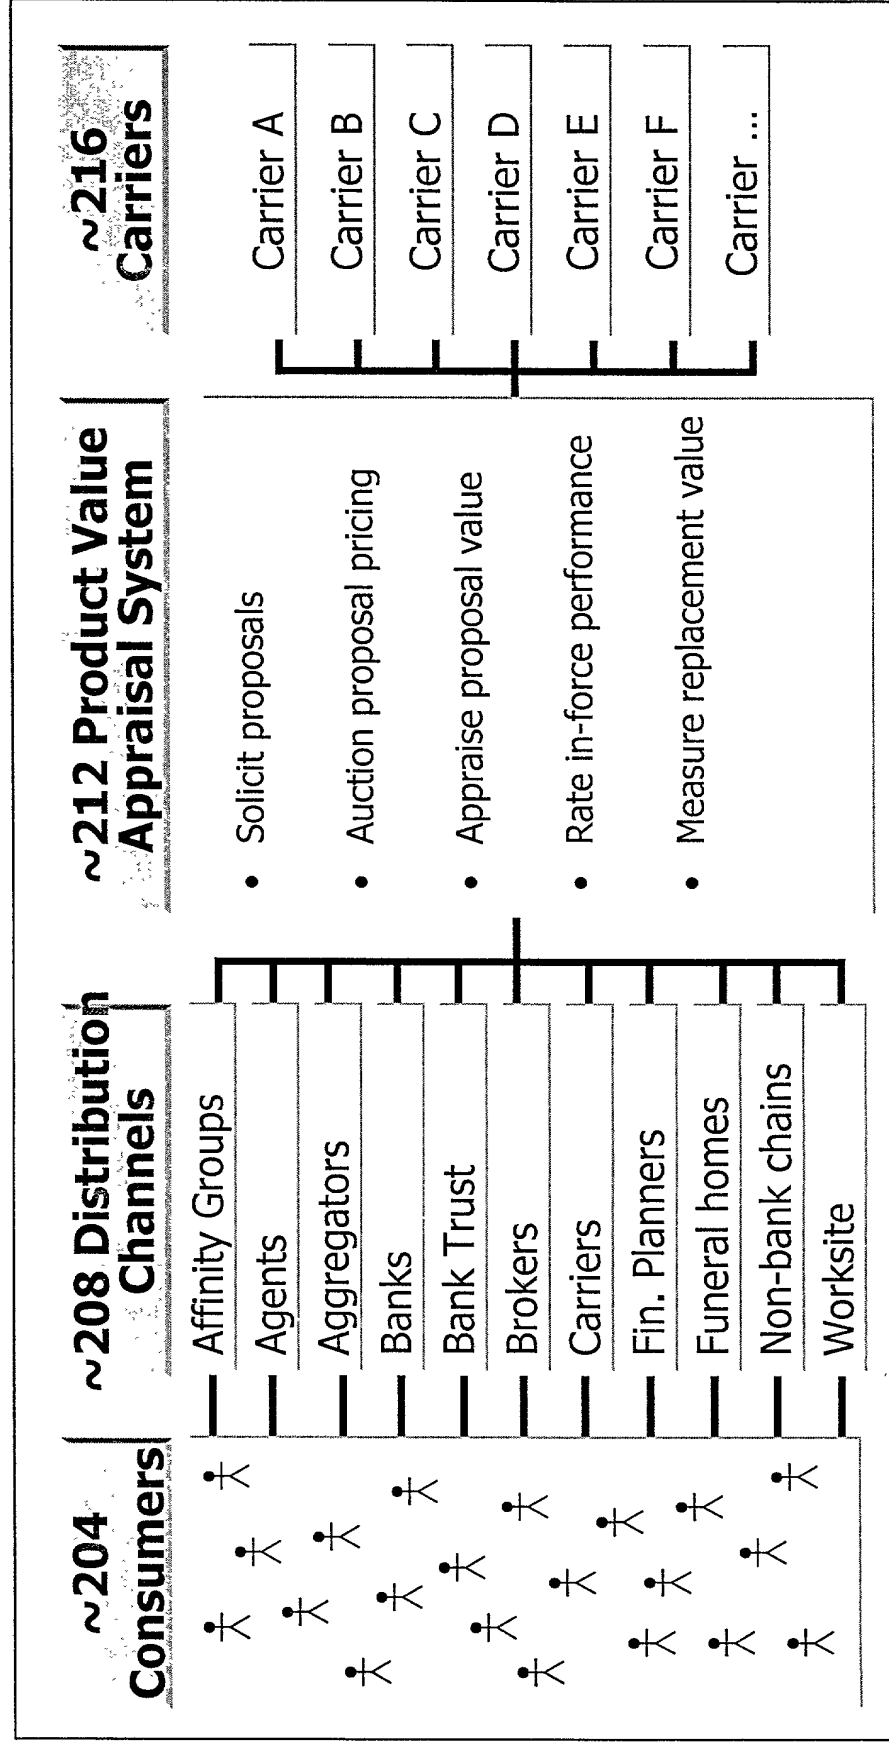 ~204
Consumers
~208 Distribution
Channels
Affinity Groups
Agents
Aggregators
Banks
Bank Trust
Brokers
Carriers
Fin. Planners
Funeral homes
Non-bank chains
Worksite
~212 Product Value
Appraisal System
• Solicit proposals
• Auction proposal pricing
• Appraise proposal value
• Rate in-force performance
• Measure replacement value
~216
Carriers
Carrier A
Carrier B
Carrier C
Carrier D
Carrier E
Carrier F
Carrier ...